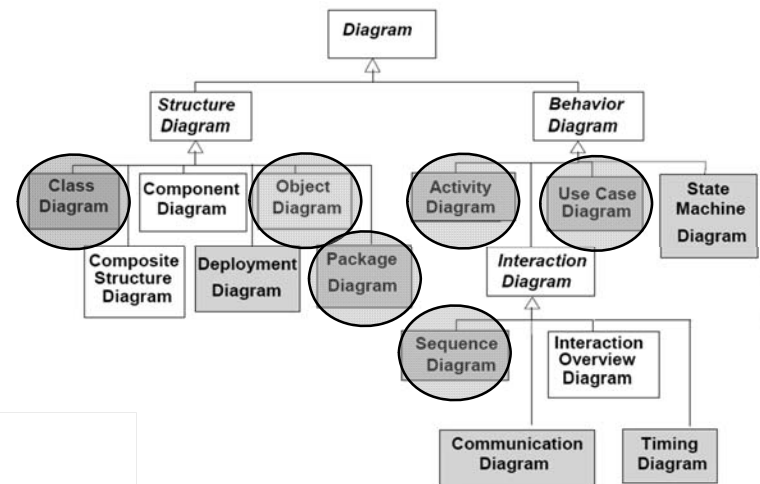 Diagram
Structure
Diagram
Behavior
Diagram
Class
Diagram
Component
Diagram
Object
Diagram
Activity
Diagram
Use Case
Diagram
State
Machine
Diagram
Composite
Structure
Diagram
Deployment
Diagram
Package
Diagram
Interaction
Diagram
Sequence
Diagram
Interaction
Overview
Diagram
Communication
Diagram
Timing
Diagram